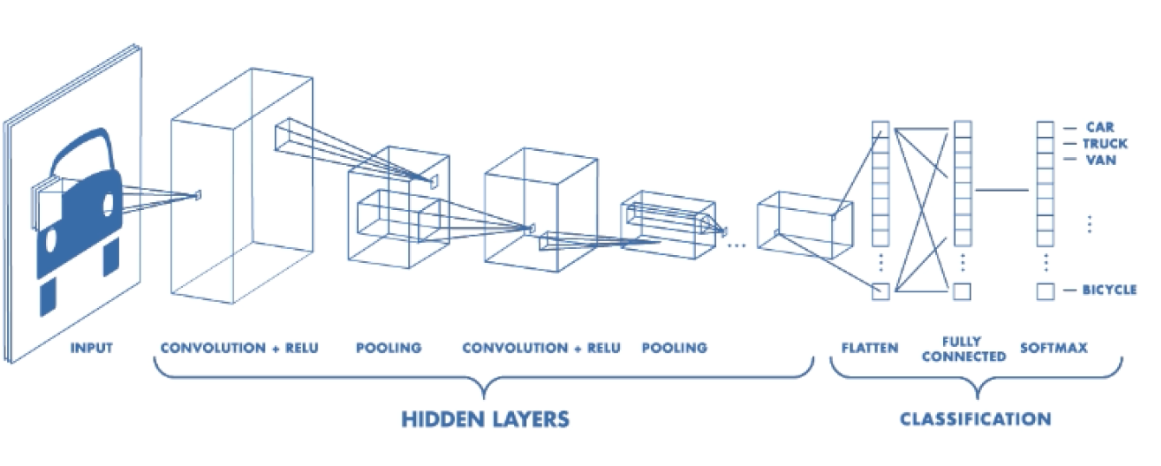 CAR
TRUCK
VAN
BICYCLE
INPUT
CONVOLUTION + RELU
POOLING
CONVOLUTION + RELU
POOLING
FLATTEN
FULLY
CONNECTED
SOFTMAX
HIDDEN LAYERS
CLASSIFICATION